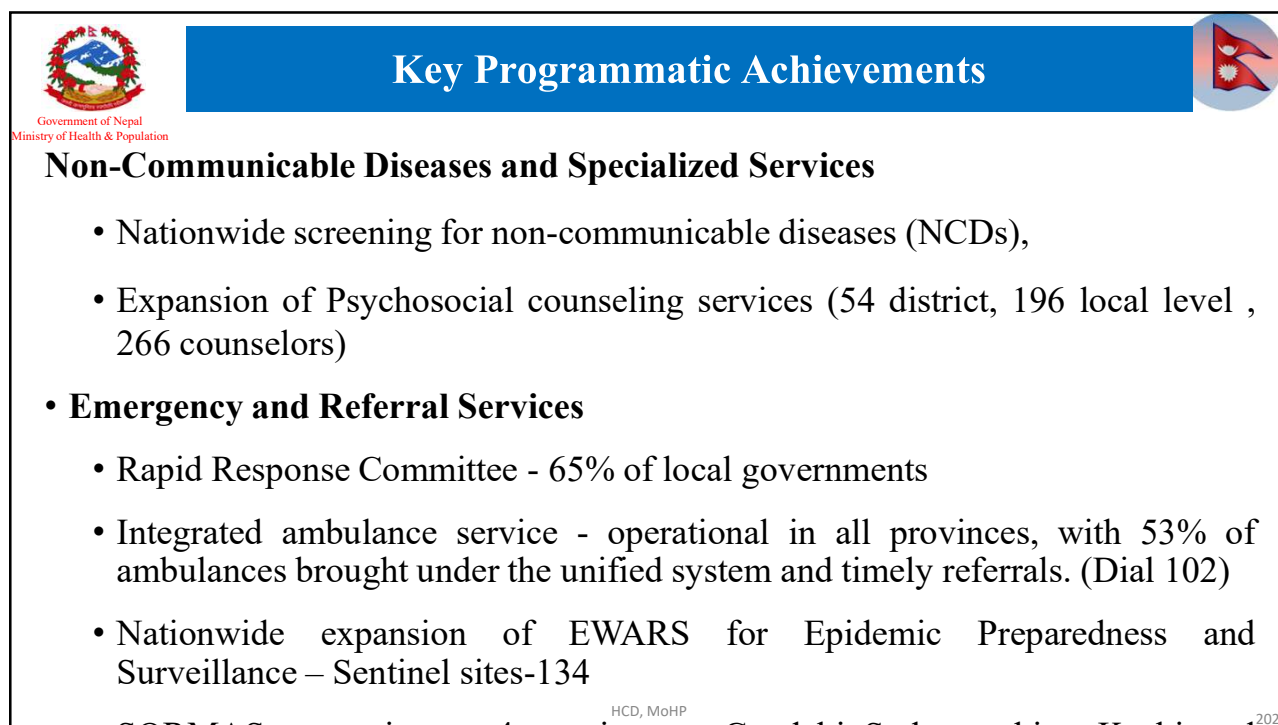 Key Programmatic Achievements
Government of Nepal
Ministry of Health & Population
Non-Communicable Diseases and Specialized Services
• Nationwide screening for non-communicable diseases (NCDs),
• Expansion of Psychosocial counseling services (54 district, 196 local level ,
266 counselors)
• Emergency and Referral Services
• Rapid Response Committee - 65% of local governments
• Integrated ambulance service - operational in all provinces, with 53% of
ambulances brought under the unified system and timely referrals. (Dial 102)
• Nationwide expansion of EWARS for Epidemic Preparedness and
Surveillance – Sentinel sites-134
HCD, MoHP
202